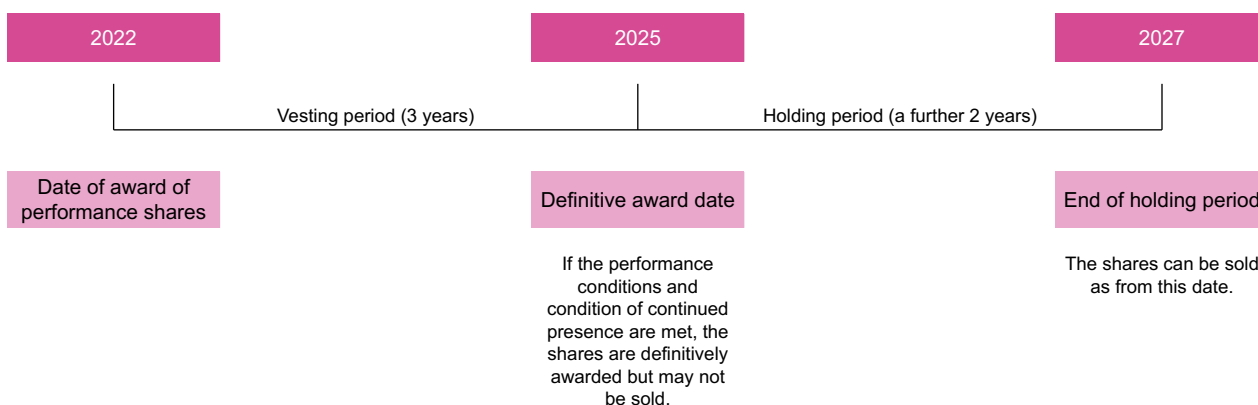 2022
2025
2027
Vesting period (3 years)
Holding period (a further 2 years)
Date of award of
performance shares
Definitive award date
End of holding period
If the performance
conditions and
condition of continued
presence are met, the
shares are definitively
awarded but may not
be sold.
The shares can be sold
as from this date.